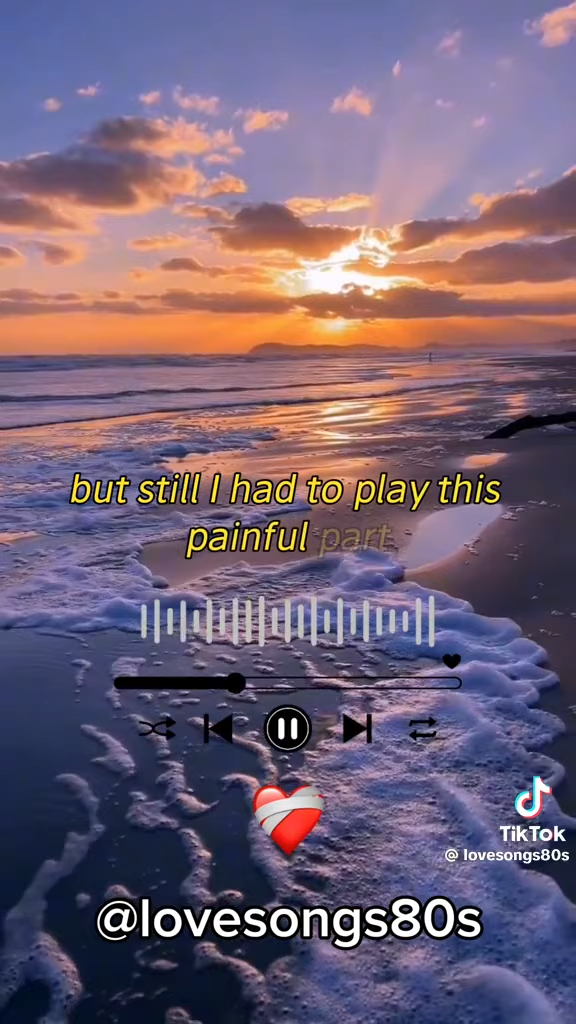 but still I had to play this
painful part
TikTok
@ lovesongs80s
@lovesongs80s